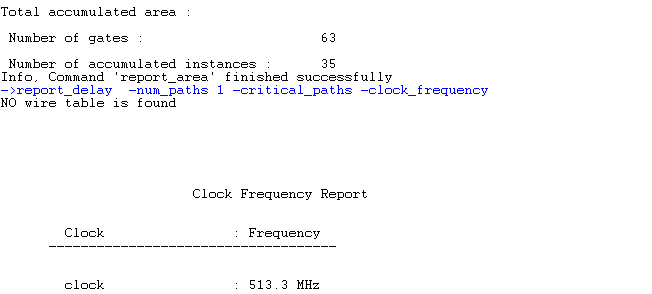 Total accumulated area :
Number of gates : 63
Number of accumulated instances : 35
Info, Command 'report_area' finished successfully
->report_delay -num_paths 1 -critical_paths -clock_frequency
NO wire table is found
Clock Frequency Report
Clock : Frequency
------------------------------------
clock : 513.3 MHz